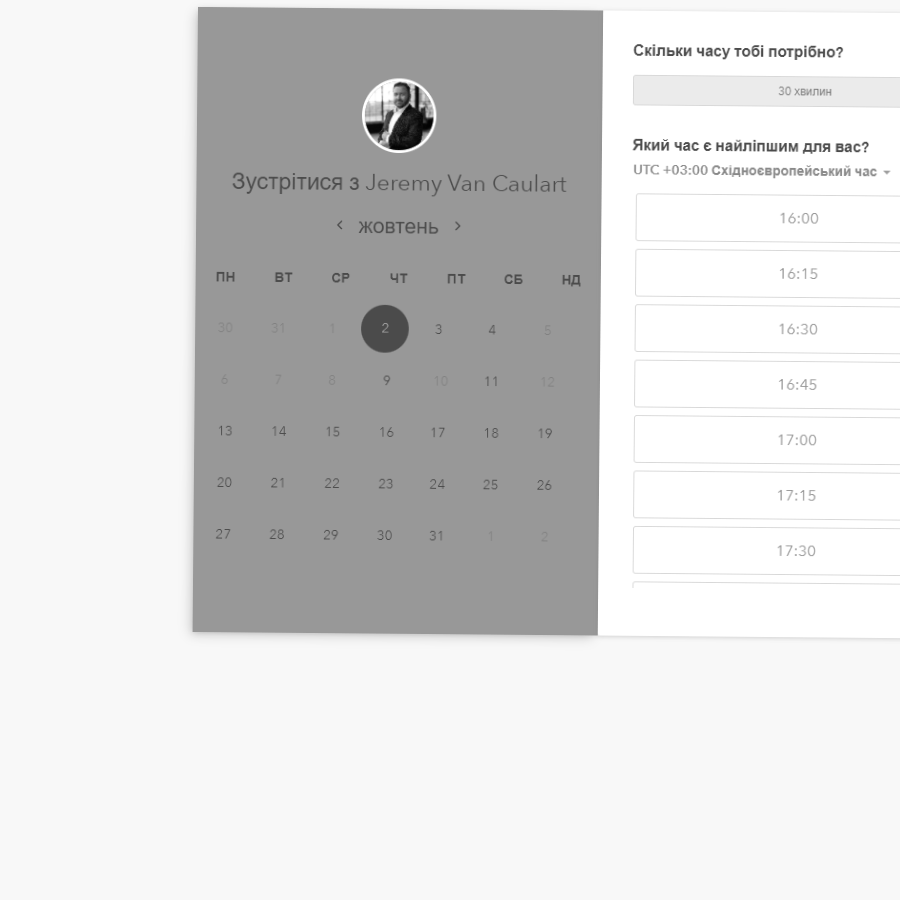 Зустрітися з Jeremy Van Caulart
жовтень
ПН ВТ СР ЧТ ПТ СБ НД
30 31 1 2 3 4 5
6 7 8 9 10 11 12
13 14 15 16 17 18 19
20 21 22 23 24 25 26
27 28 29 30 31 1 2
Скільки часу тобі потрібно?
30 хвилин
Який час є найліпшим для вас?
UTC +03:00 Східноєвропейський час
16:00
16:15
16:30
16:45
17:00
17:15
17:30